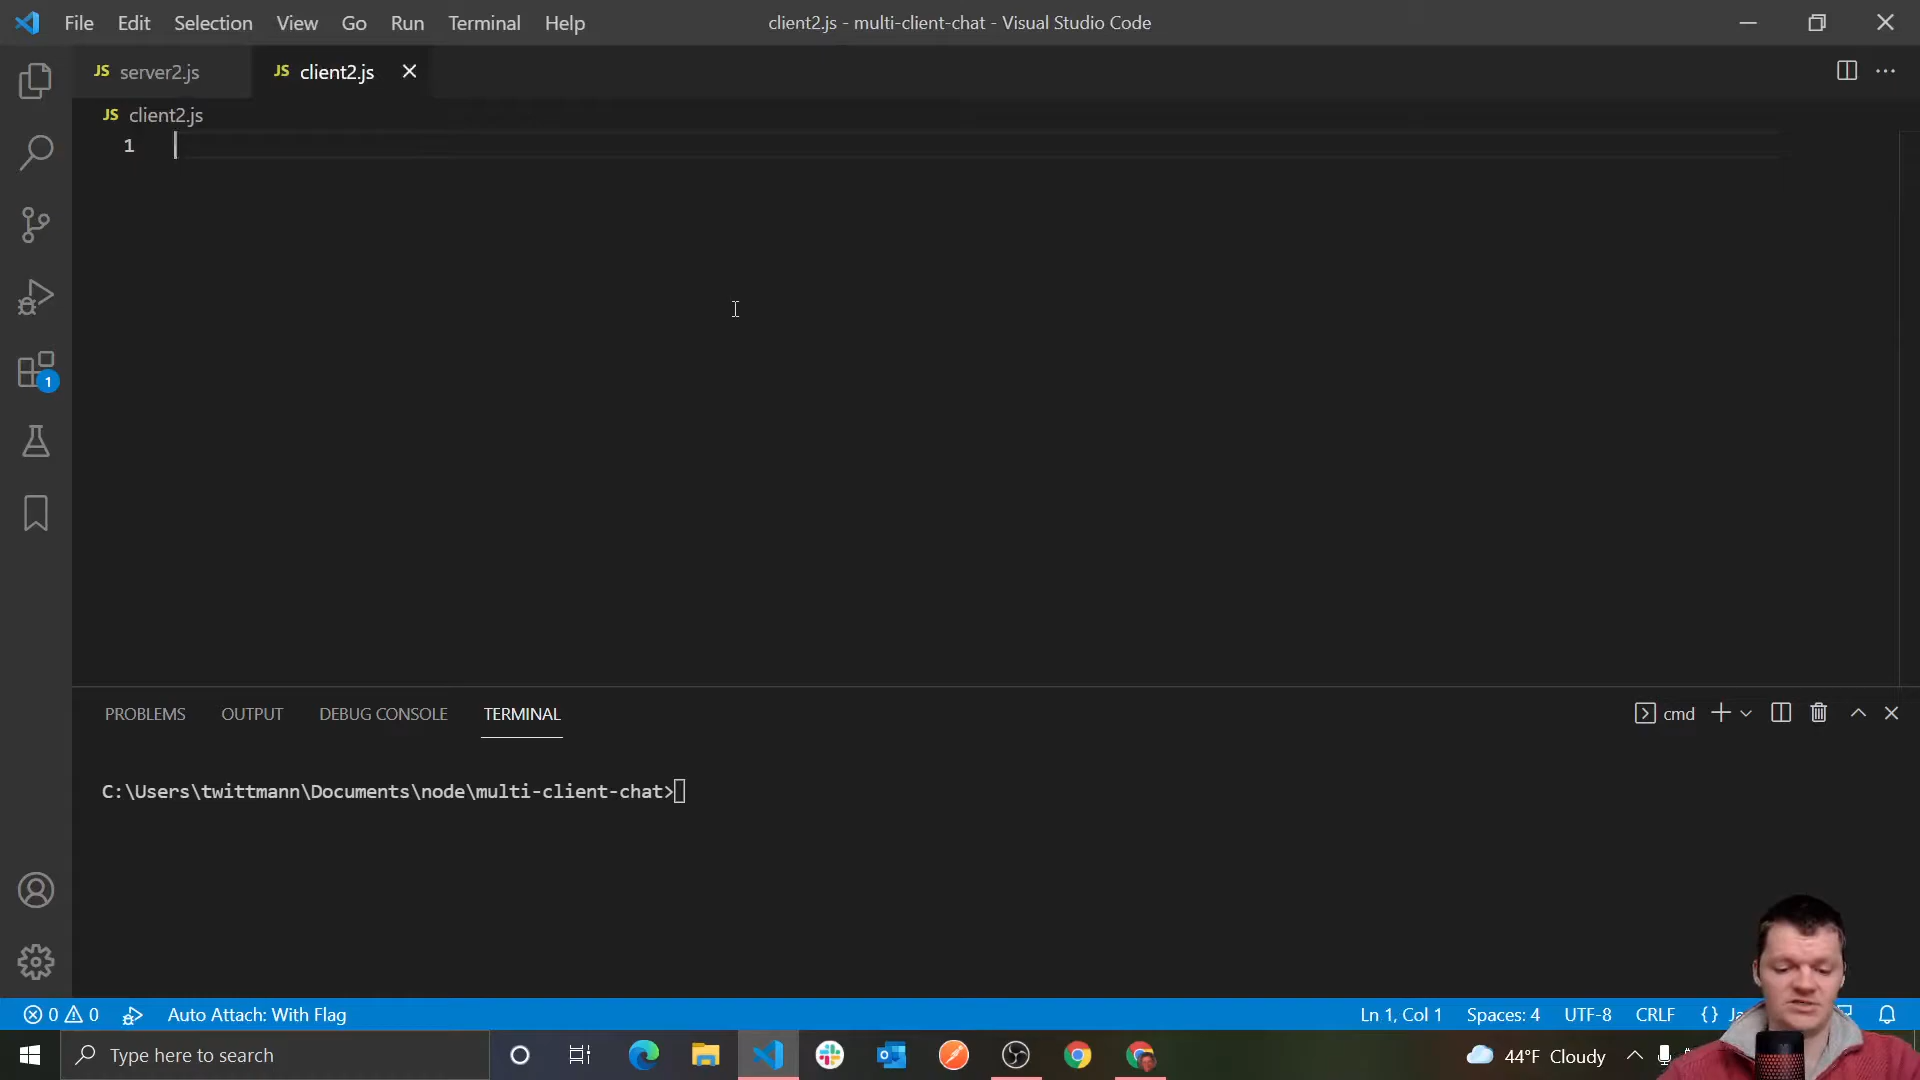 File Edit Selection View Go Run Terminal Help client2.js - multi-client-chat - Visual Studio Code
JS server2.js JS client2.js
JS client2.js
1
1
PROBLEMS OUTPUT DEBUG CONSOLE TERMINAL cmd
C:\Users\twittmann\Documents\node\multi-client-chat>
0 0 Auto Attach: With Flag Ln 1, Col 1 Spaces: 4 UTF-8 CRLF {}
Type here to search 44°F Cloudy